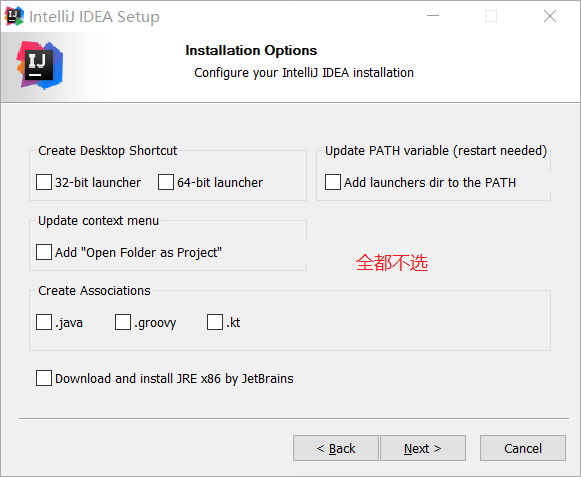 IntelliJ IDEA Setup
IJ
Installation Options
Configure your IntelliJ IDEA installation
Create Desktop Shortcut
Update PATH variable (restart needed)
32-bit launcher
64-bit launcher
Add launchers dir to the PATH
Update context menu
Add "Open Folder as Project"
全都不选
Create Associations
.java
.groovy
.kt
Download and install JRE x86 by JetBrains
< Back
Next >
Cancel